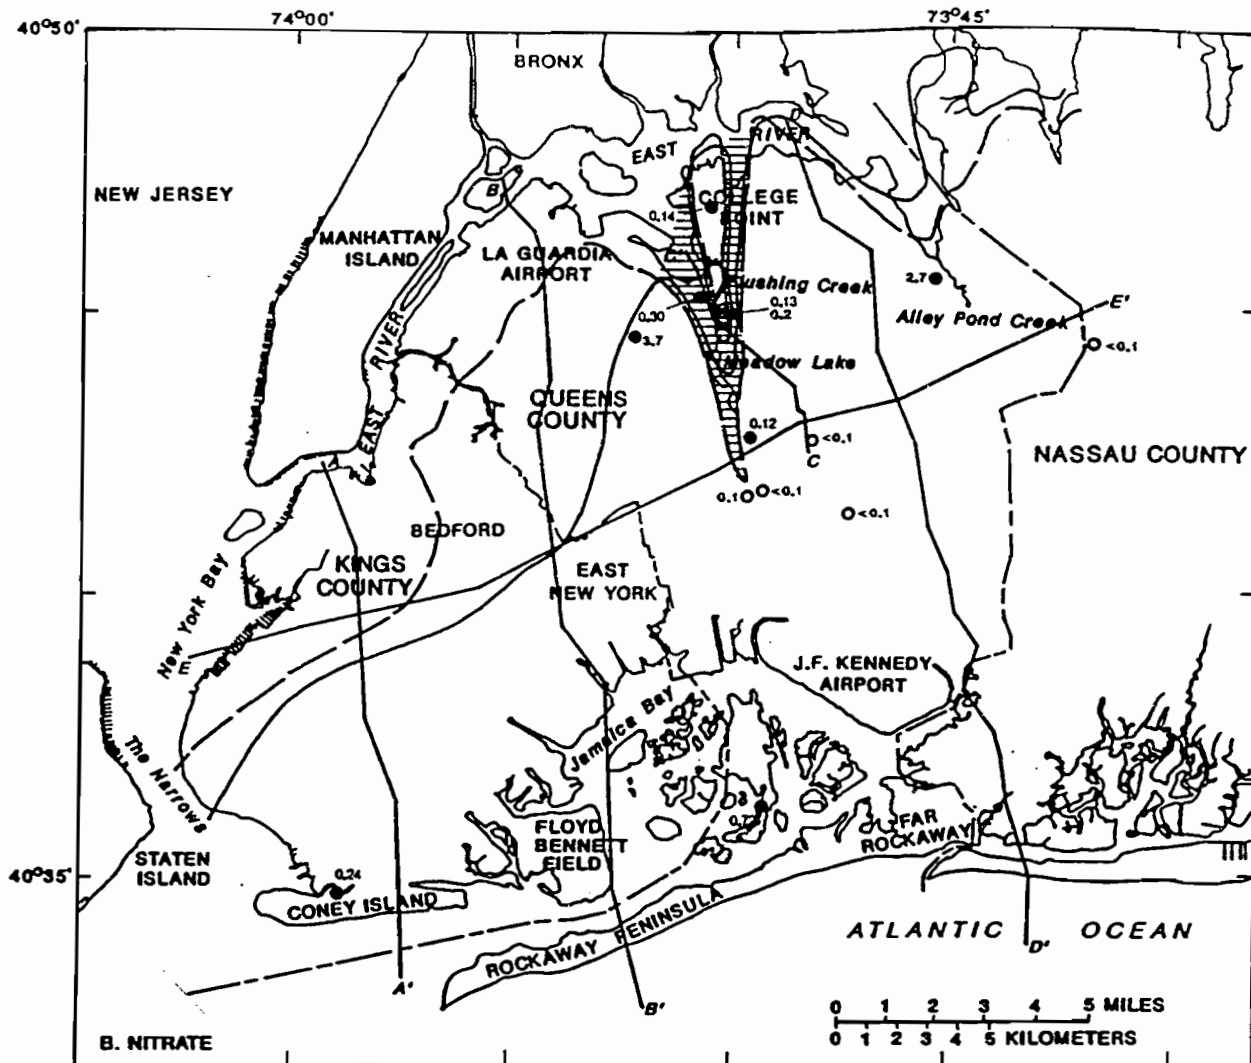 74°00'
73°45'
40°50'
BRONX
EAST
RIVER
NEW JERSEY
B
COLLEGE
POINT
0.14
MANHATTAN
ISLAND
LA GUARDIA
AIRPORT
2.7
Flushing Creek
0.30
0.13
0.2
Alley Pond Creek
E'
3.7
<0.1
EAST
RIVER
Meadow Lake
QUEENS
COUNTY
0.12
<0.1
C
NASSAU COUNTY
A
0.1
<0.1
<0.1
BEDFORD
KINGS
COUNTY
EAST
NEW YORK
New York Bay
E
J.F. KENNEDY
AIRPORT
Jamaica Bay
The Narrows
FLOYD
BENNETT
FIELD
FAR
ROCKAWAY
STATEN
ISLAND
40°35'
0.24
CONEY ISLAND
ROCKAWAY PENINSULA
ATLANTIC OCEAN
A'
B'
D'
0 1 2 3 4 5 MILES
0 1 2 3 4 5 KILOMETERS
B. NITRATE